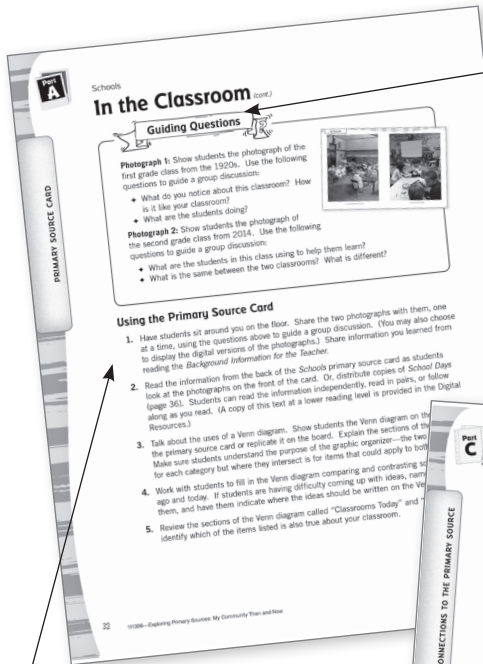 Part
A
Schools
In the Classroom (cont.)
Guiding Questions
Photograph 1: Show students the photograph of the
first grade class from the 1920s. Use the following
questions to guide a group discussion:
✦ What do you notice about this classroom? How
is it like your classroom?
✦ What are the students doing?
Photograph 2: Show students the photograph of
the second grade class from 2014. Use the following
questions to guide a group discussion:
✦ What are the students in this class using to help them learn?
✦ What is the same between the two classrooms? What is different?
PRIMARY SOURCE CARD
Using the Primary Source Card
1. Have students sit around you on the floor. Share the two photographs with them, one
at a time, using the questions above to guide a group discussion. (You may also choose
to display the digital versions of the photographs.) Share information you learned from
reading the Background Information for the Teacher.
2. Read the information from the back of the Schools primary source card as students
look at the photographs on the front of the card. Or, distribute copies of School Days
(page 36). Students can read the information independently, read in pairs, or follow
along as you read. (A copy of this text at a lower reading level is provided in the Digital
Resources.)
3. Talk about the uses of a Venn diagram. Show students the Venn diagram on the
the primary source card or replicate it on the board. Explain the sections of th
Make sure students understand the purpose of the graphic organizer—the two
for each category but where they intersect is for items that could apply to both
4. Work with students to fill in the Venn diagram comparing and contrasting sc
ago and today. If students are having difficulty coming up with ideas, nam
them, and have them indicate where the ideas should be written on the Ve
5. Review the sections of the Venn diagram called “Classrooms Today” and “
identify which of the items listed is also true about your classroom.
22
—Exploring Primary Sources: My Community Then and Now
Part
C
ONNECTIONS TO THE PRIMARY SOURCE